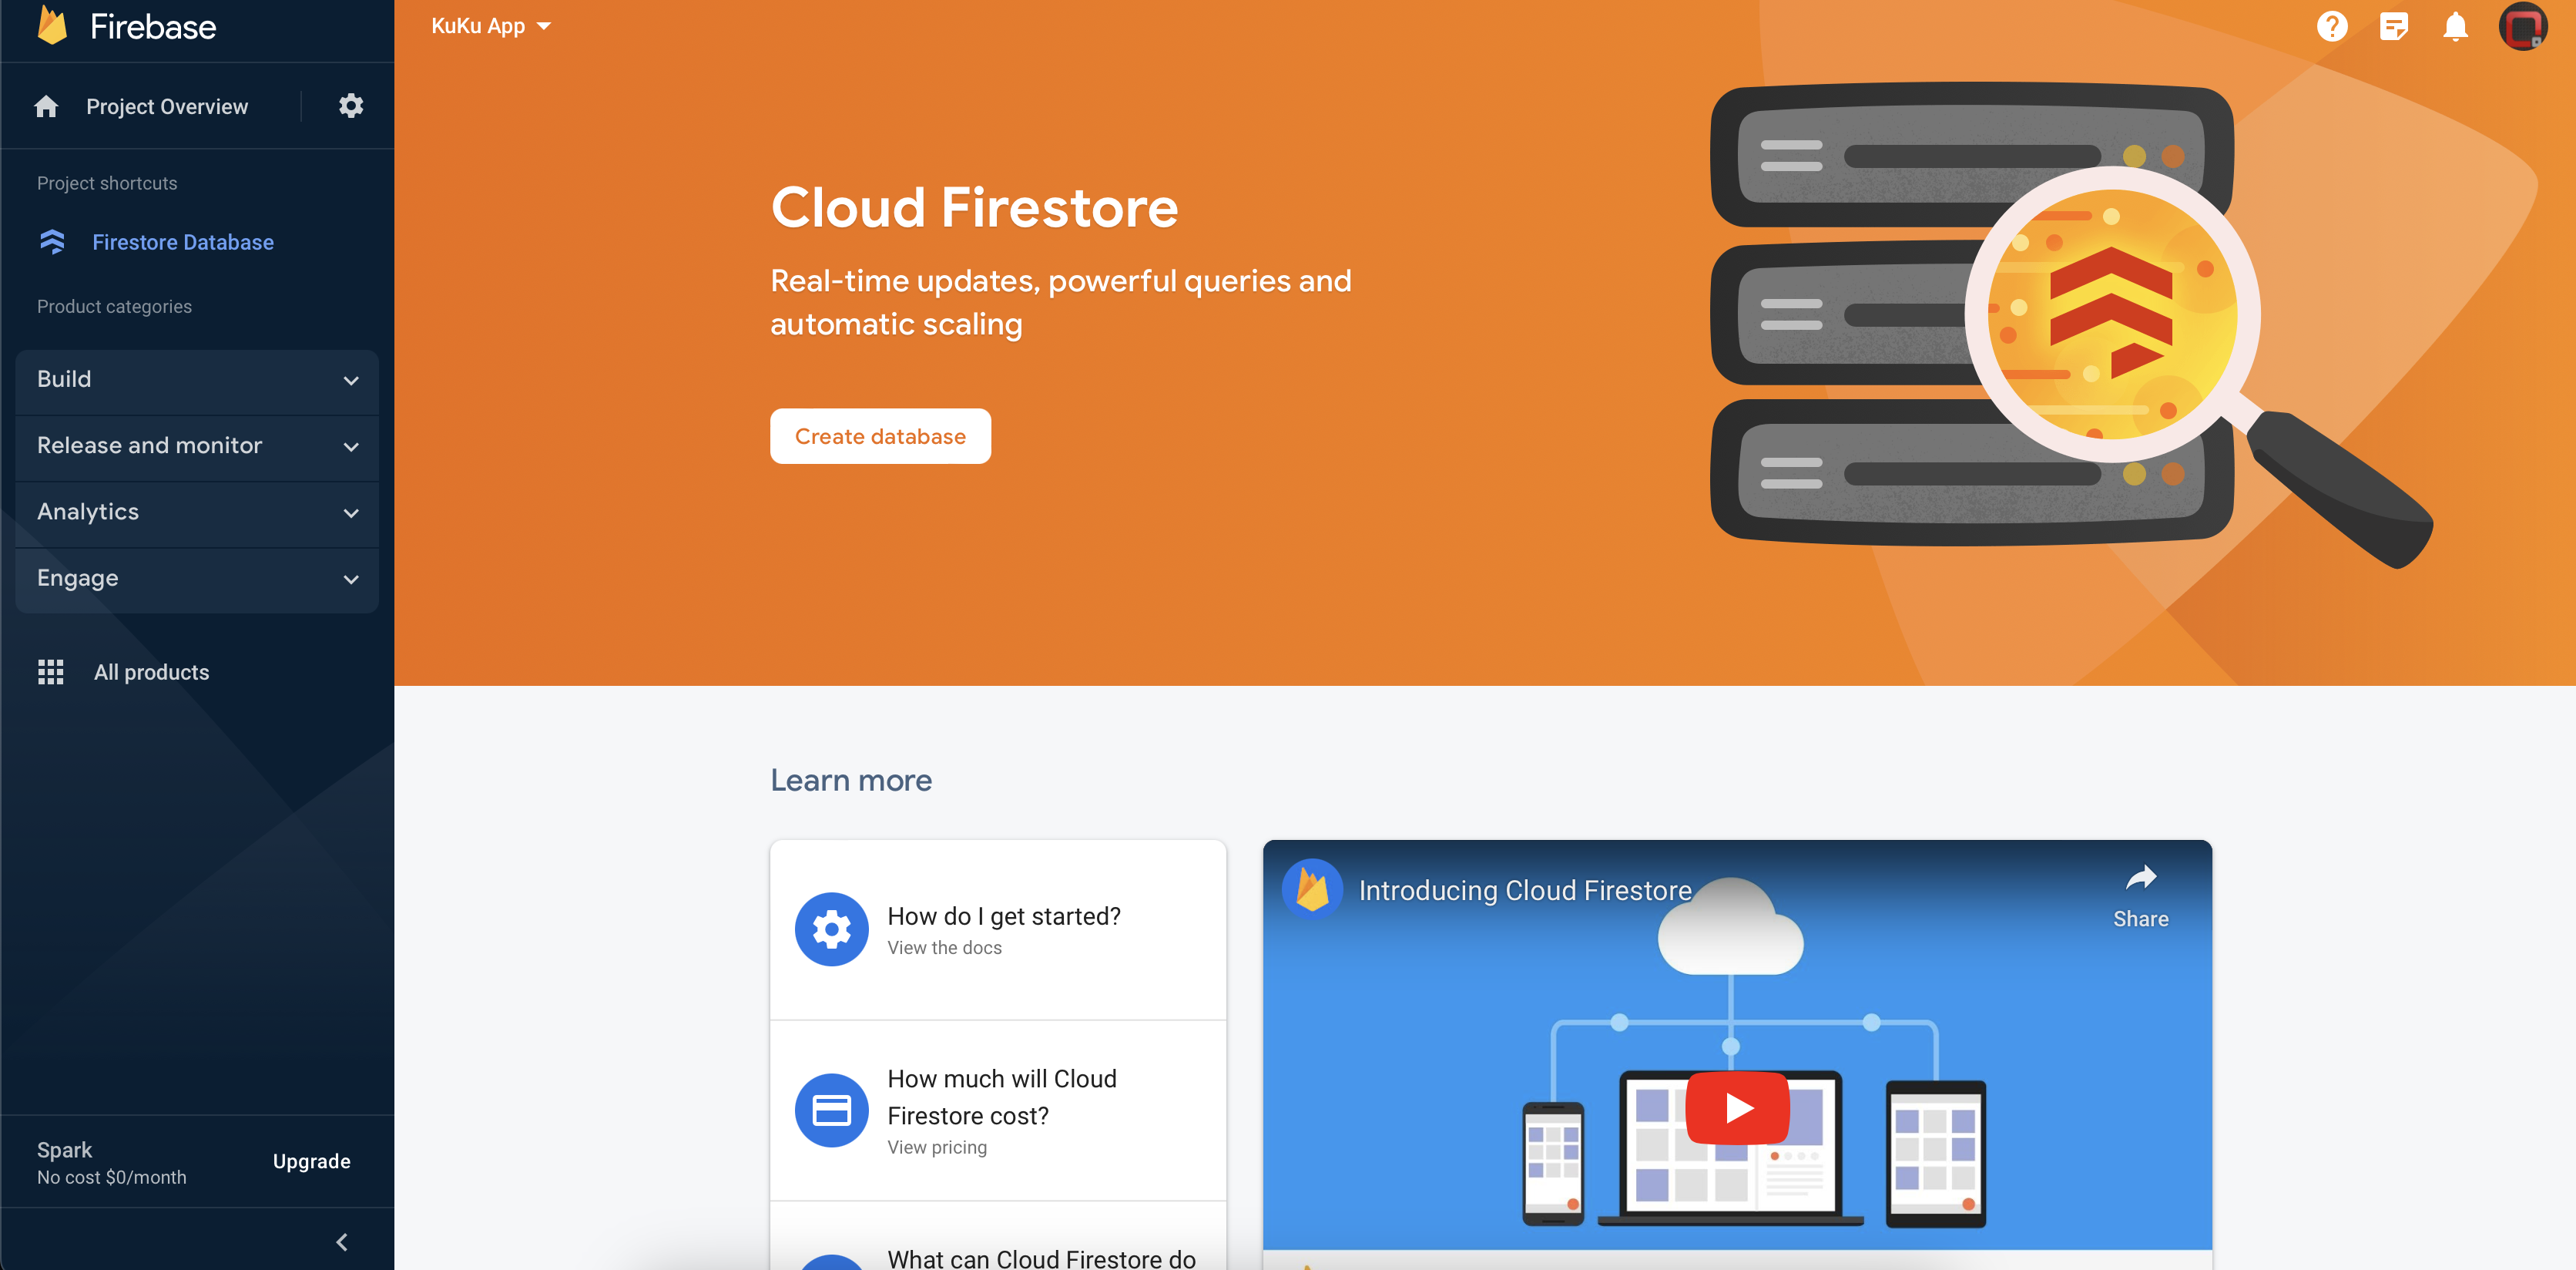 Firebase
Project Overview
Project shortcuts
Firestore Database
Product categories
Build
Release and monitor
Analytics
Engage
All products
Spark
No cost $0/month
Upgrade
KuKu App
Cloud Firestore
Real-time updates, powerful queries and
automatic scaling
Create database
Learn more
How do I get started?
View the docs
How much will Cloud
Firestore cost?
View pricing
What can Cloud Firestore do
Introducing Cloud Firestore
Share